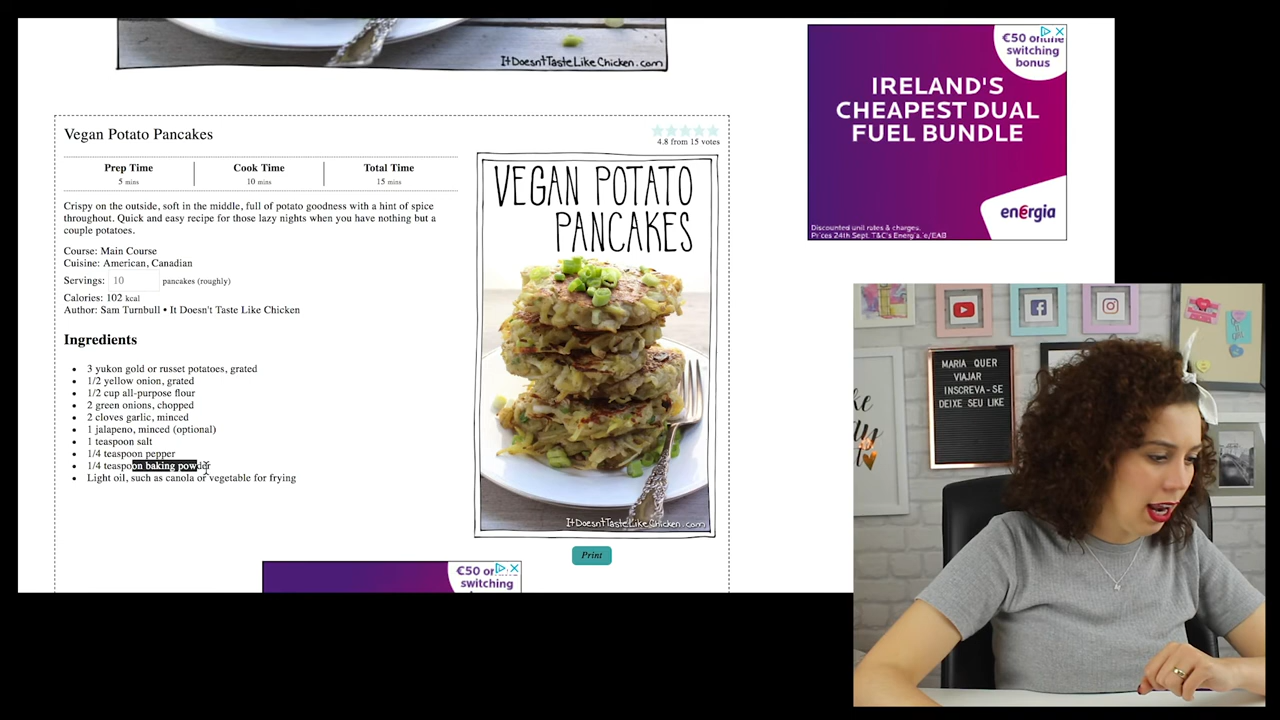 ItDoesn'tTasteLikeChicken.com
€50 online
switching
bonus
IRELAND'S
CHEAPEST DUAL
FUEL BUNDLE
energia
Discounted unit rates & charges.
Prices 24th Sept. T&C's Energia.ie/EAB
Vegan Potato Pancakes
4.8 from 15 votes
Prep Time
5 mins
Cook Time
10 mins
Total Time
15 mins
Crispy on the outside, soft in the middle, full of potato goodness with a hint of spice
throughout. Quick and easy recipe for those lazy nights when you have nothing but a
couple potatoes.
Course: Main Course
Cuisine: American, Canadian
Servings: 10 pancakes (roughly)
Calories: 102 kcal
Author: Sam Turnbull • It Doesn't Taste Like Chicken
Ingredients
3 yukon gold or russet potatoes, grated
1/2 yellow onion, grated
1/2 cup all-purpose flour
2 green onions, chopped
2 cloves garlic, minced
1 jalapeno, minced (optional)
1 teaspoon salt
1/4 teaspoon pepper
1/4 teaspoon baking powder
Light oil, such as canola or vegetable for frying
VEGAN POTATO
PANCAKES
ItDoesn'tTasteLikeChicken.com
Print
€50 on
switching
MARIA QUER
VIAJAR
INSCREVA-SE
DEIXE SEU LIKE